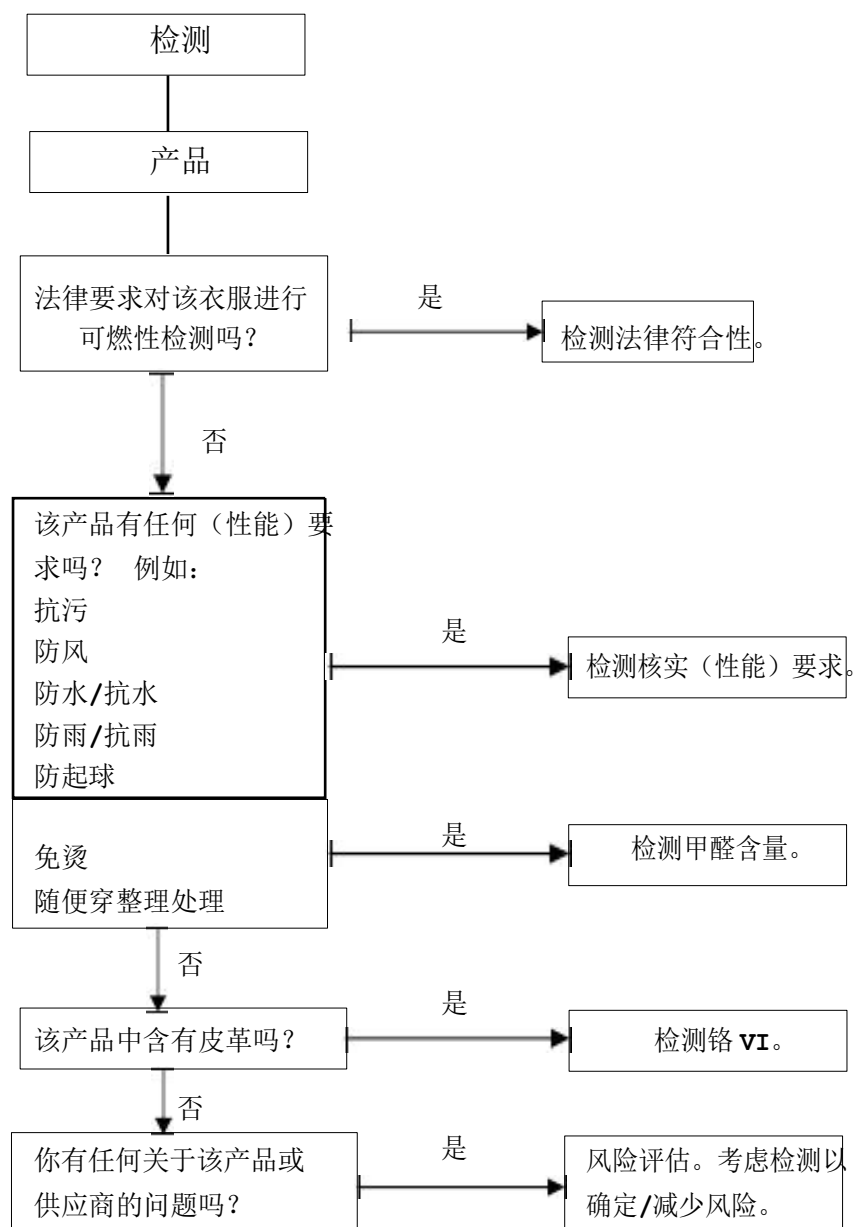 检测
产品
法律要求对该衣服进行
可燃性检测吗?
是
检测法律符合性。
否
该产品有任何（性能）要
求吗? 例如:
抗污
防风
防水/抗水
防雨/抗雨
防起球
是
检测核实（性能）要求。
免烫
随便穿整理处理
是
检测甲醛含量。
否
该产品中含有皮革吗?
是
检测铬 VI。
否
你有任何关于该产品或
供应商的问题吗?
是
风险评估。考虑检测以
确定/减少风险。